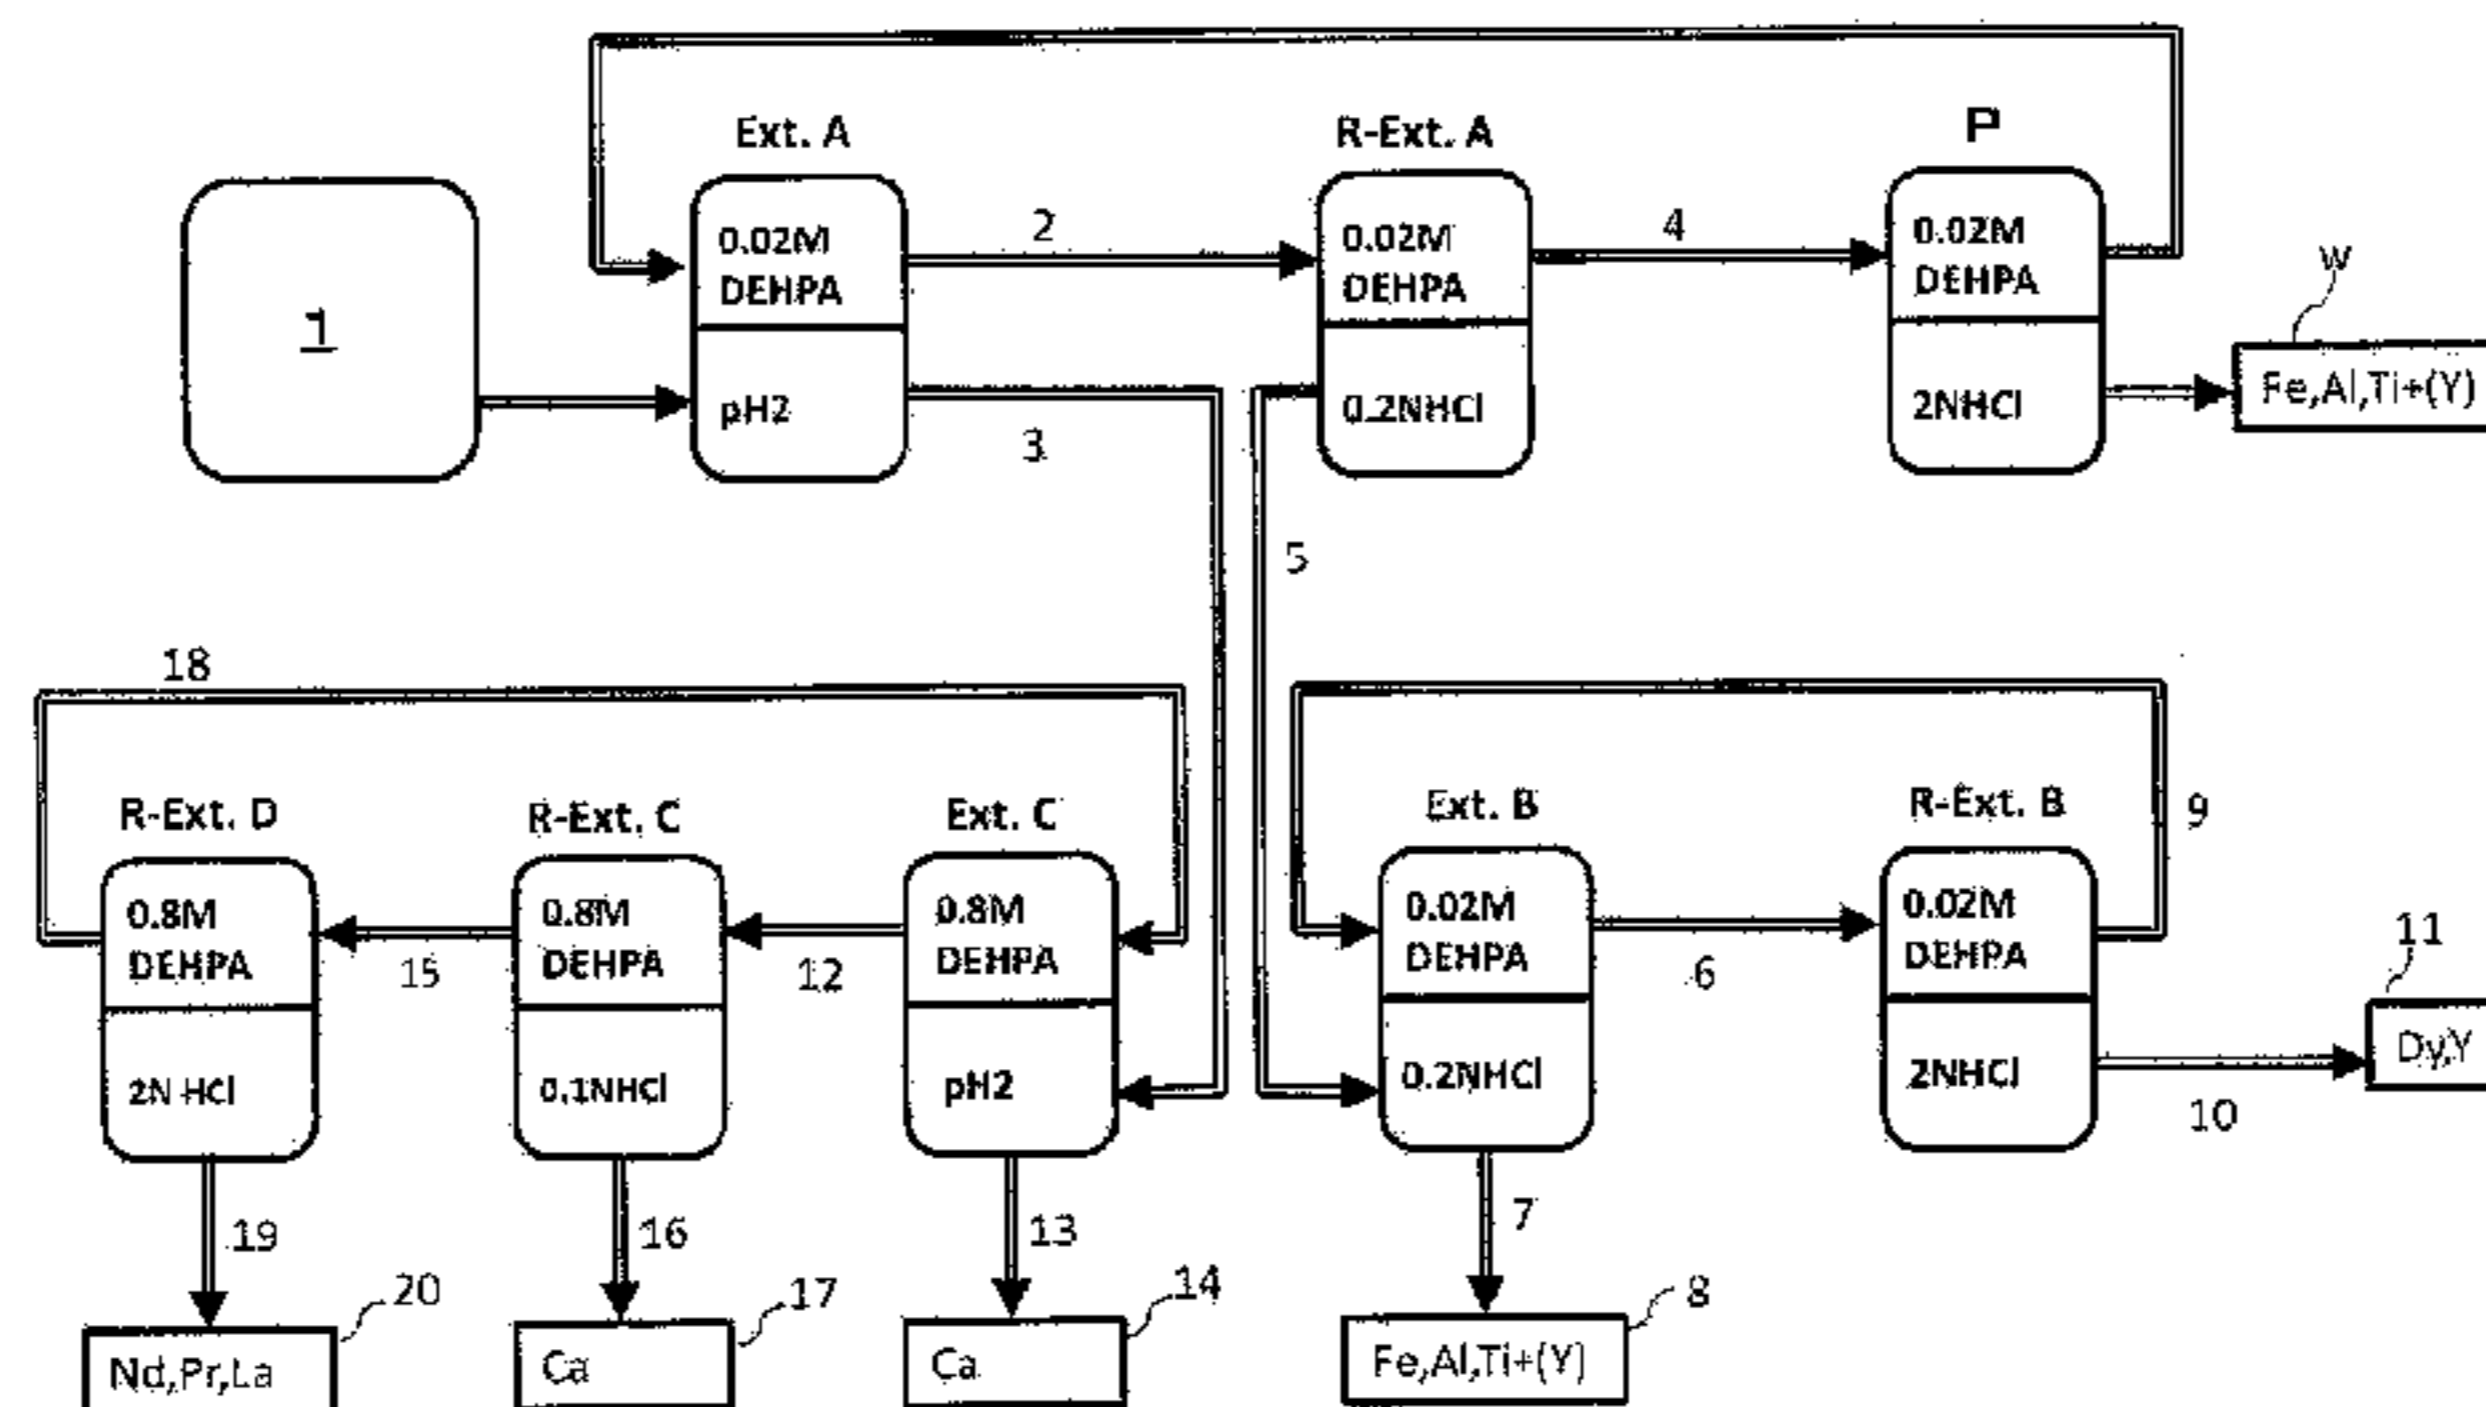 Ext. A
R-Ext. A
P
1
0.02M
DEHPA
pH2
2
3
0.02M
DEHPA
0.2NHCl
4
0.02M
DEHPA
2NHCl
w
Fe,Al,Ti+(Y)
5
18
R-Ext. D
R-Ext. C
Ext. C
Ext. B
R-Ext. B
9
0.8M
DEHPA
2N HCl
15
0.8M
DEHPA
0.1NHCl
12
0.8M
DEHPA
pH2
0.02M
DEHPA
0.2NHCl
6
0.02M
DEHPA
2NHCl
11
Dy,Y
10
19
16
13
7
20
17
14
8
Nd,Pr,La
Ca
Ca
Fe,Al,Ti+(Y)